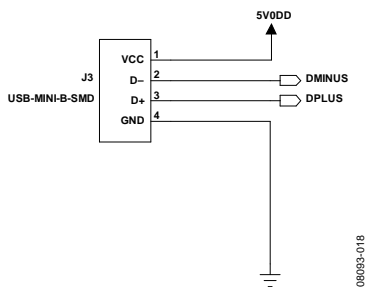 5V0DD
J3
USB-MINI-B-SMD
VCC 1
D– 2
D+ 3
GND 4
DMINUS
DPLUS
08093-018